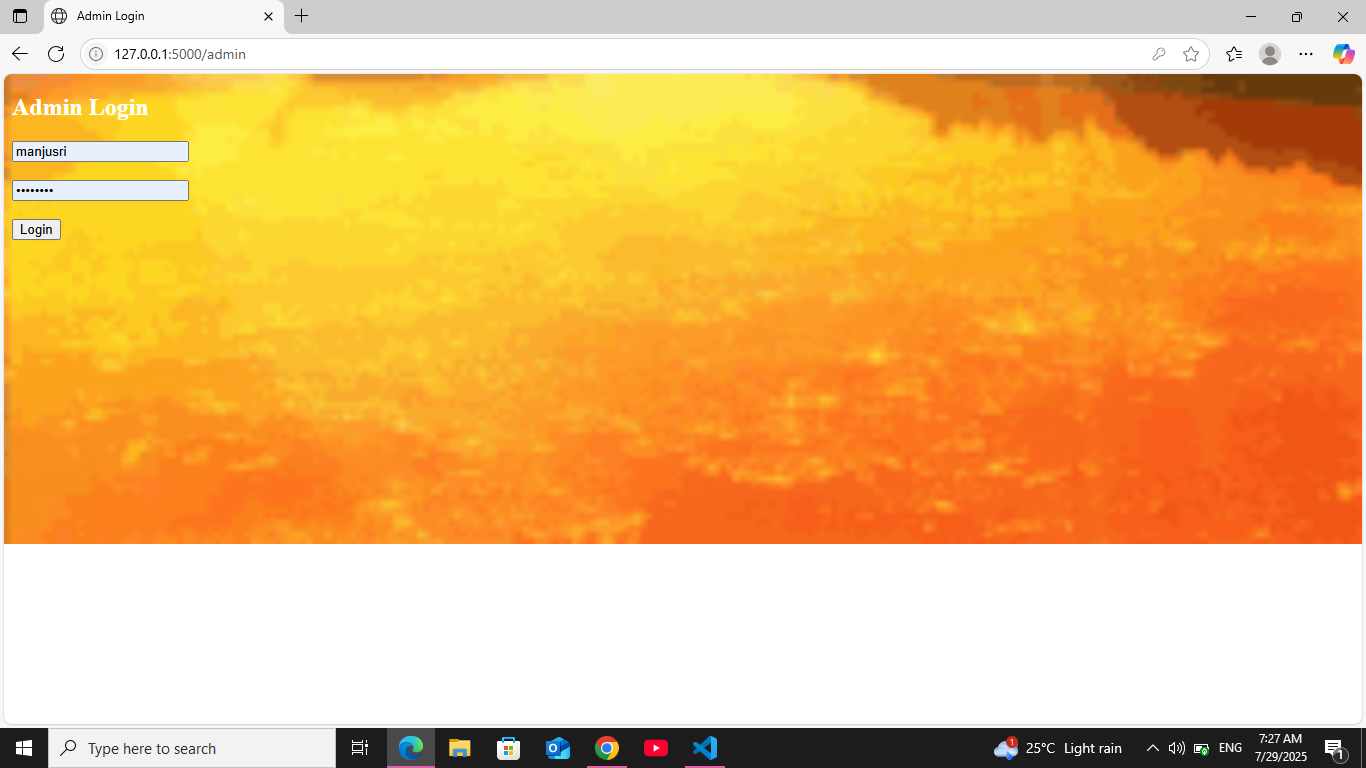 Admin Login
127.0.0.1:5000/admin
Admin Login
manjusri
••••••••
Login
Type here to search
1
25°C Light rain
ENG
7:27 AM
7/29/2025
1